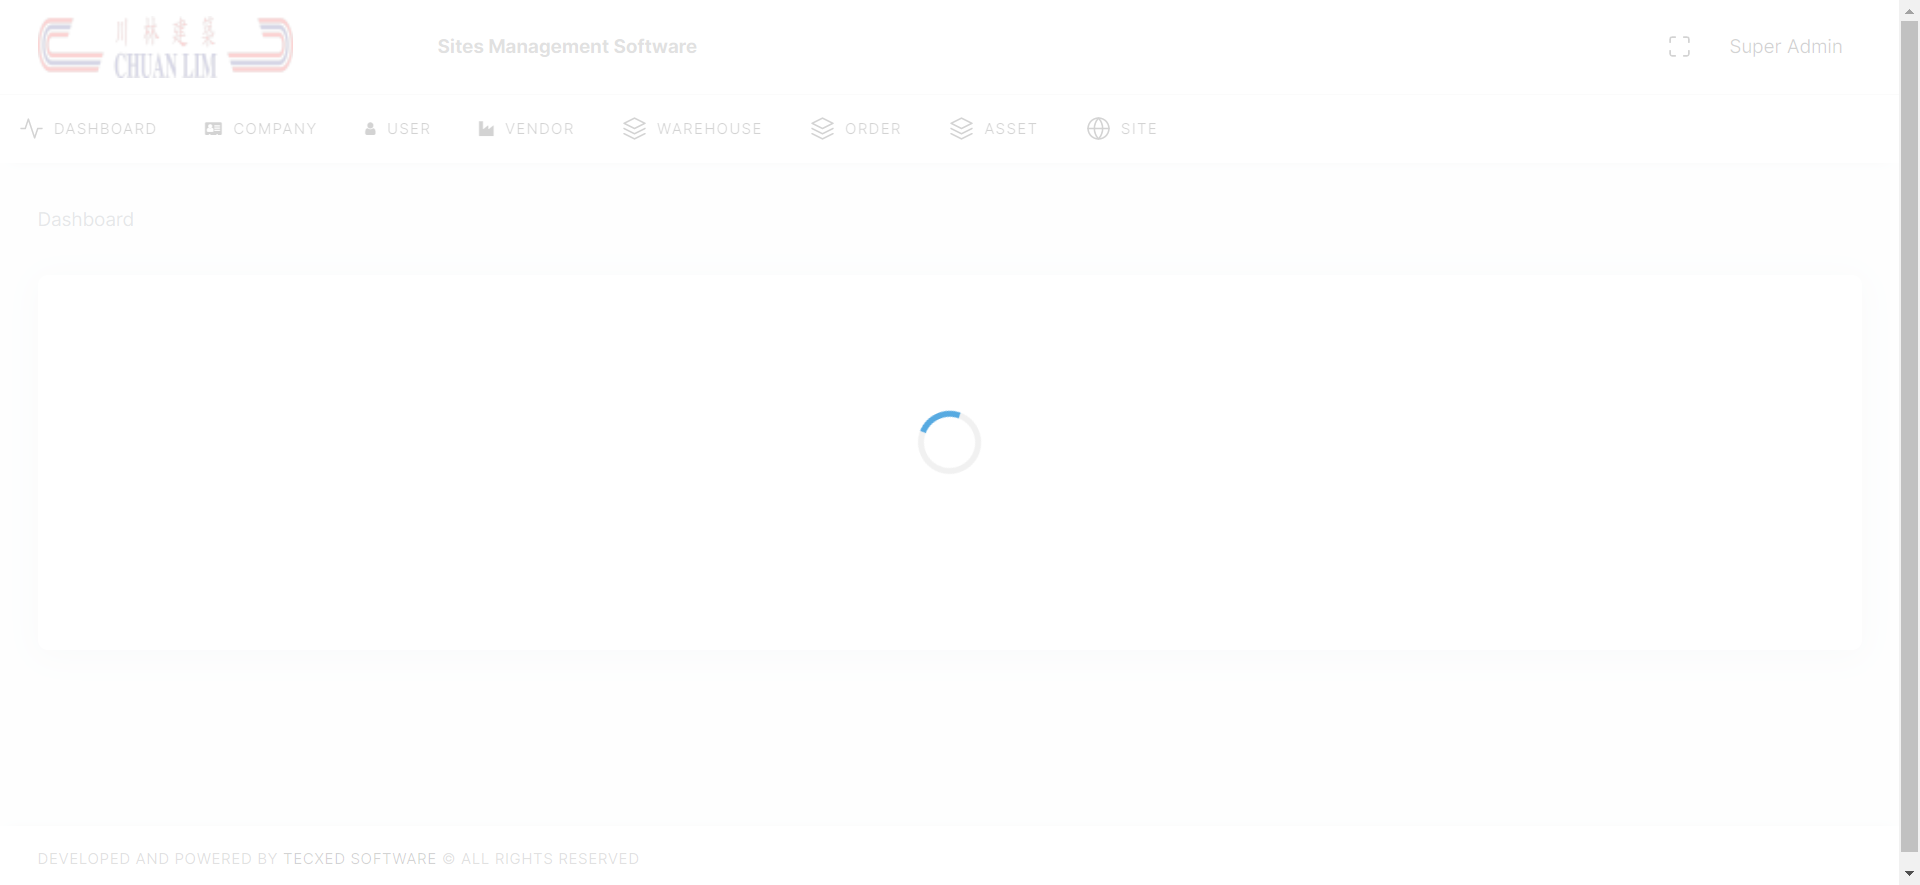 川林建築
CHUAN LIM
Sites Management Software
Super Admin
DASHBOARD COMPANY USER VENDOR WAREHOUSE ORDER ASSET SITE
Dashboard
DEVELOPED AND POWERED BY TECXED SOFTWARE © ALL RIGHTS RESERVED